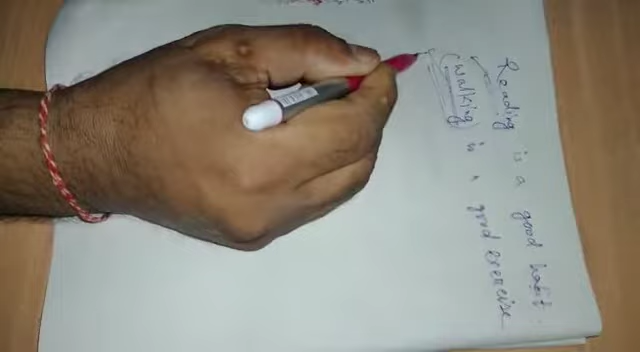 Reading is a good habit.
(Walking) is a good exercise